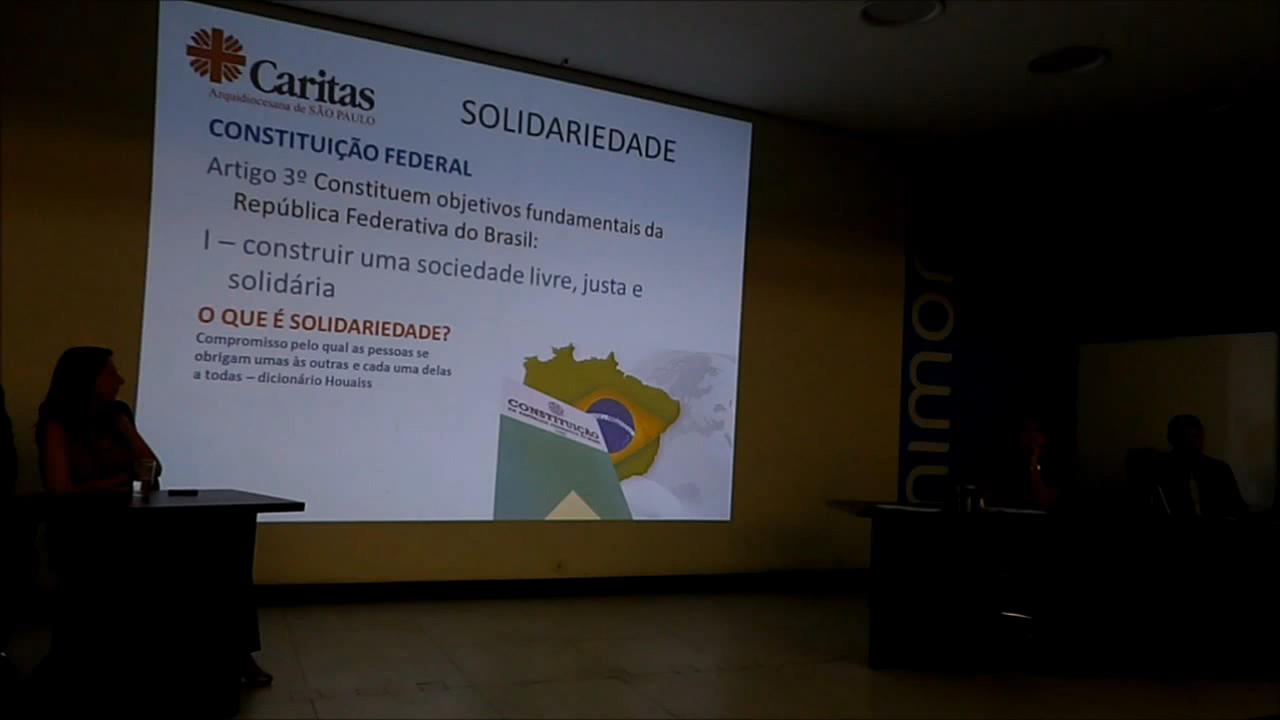 Caritas
Arquidiocesana de SÃO PAULO
SOLIDARIEDADE
CONSTITUIÇÃO FEDERAL
Artigo 3º Constituem objetivos fundamentais da
República Federativa do Brasil:
I – construir uma sociedade livre, justa e
solidária
O QUE É SOLIDARIEDADE?
Compromisso pelo qual as pessoas se
obrigam umas às outras e cada uma delas
a todas – dicionário Houaiss
CONSTITUIÇÃO
nimor